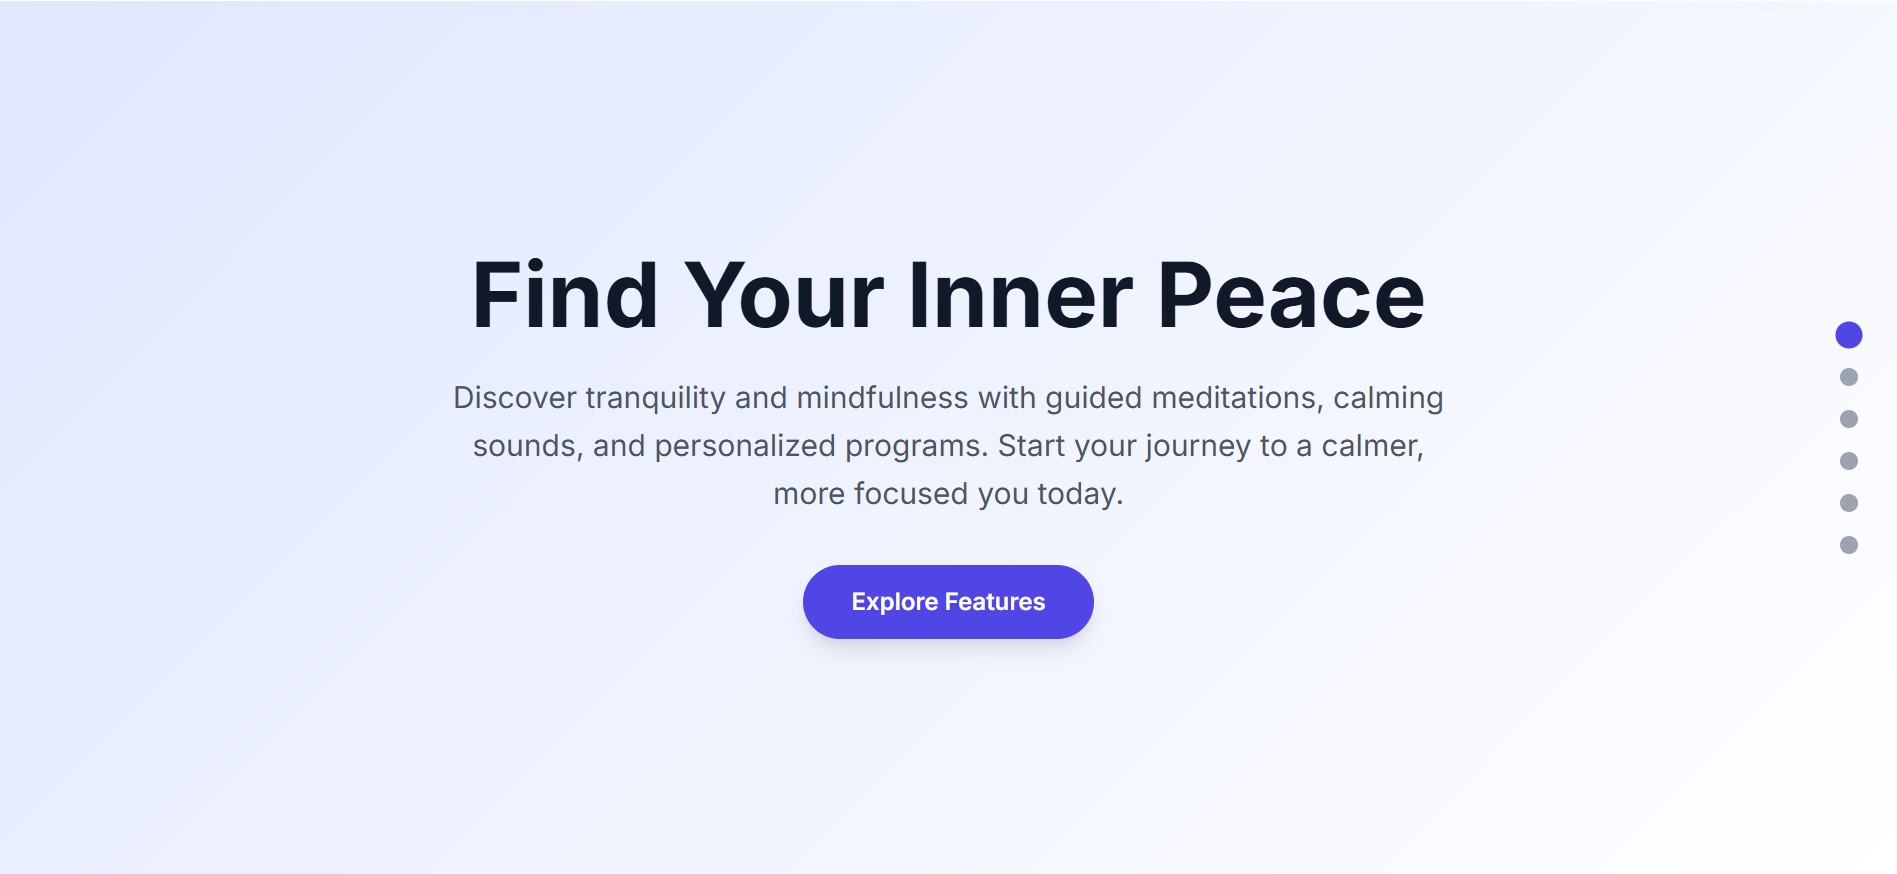 Find Your Inner Peace
Discover tranquility and mindfulness with guided meditations, calming
sounds, and personalized programs. Start your journey to a calmer,
more focused you today.
Explore Features